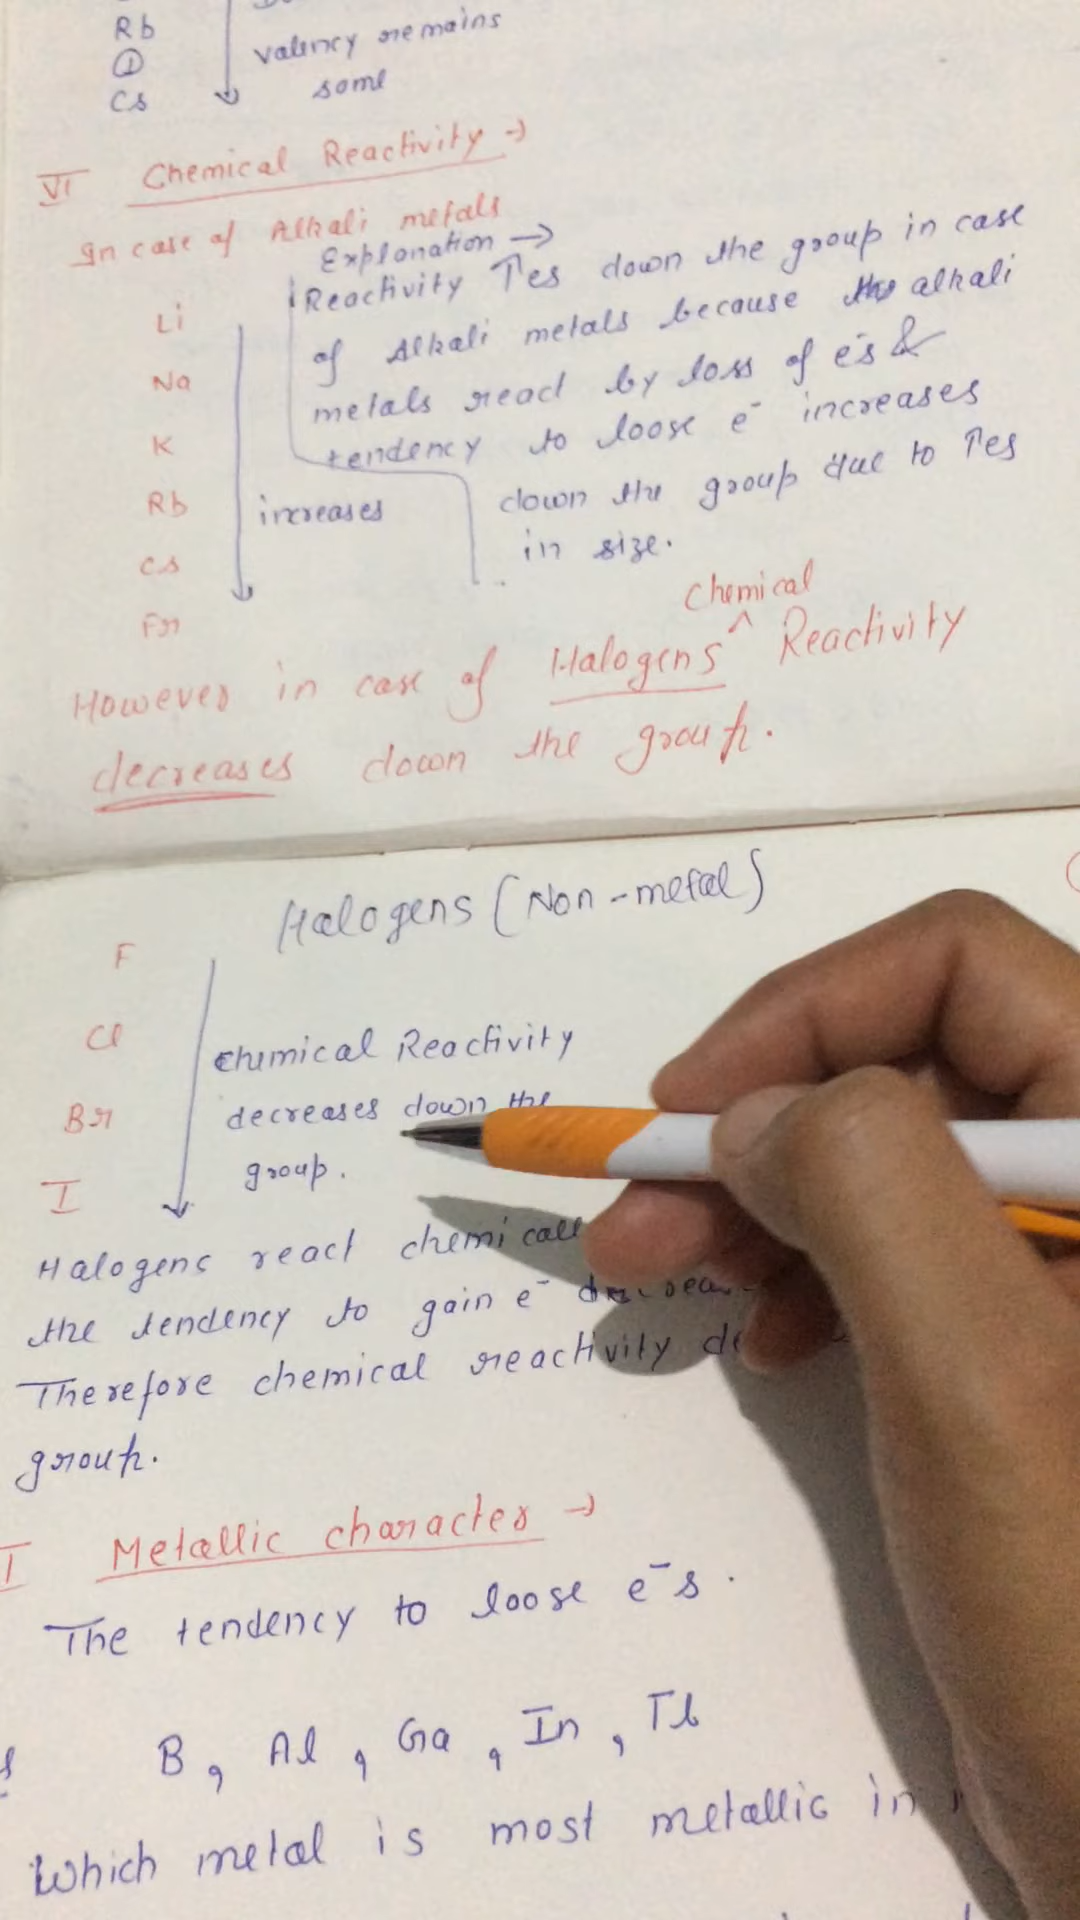 Rb
valency remains
① same
Cs
VI Chemical Reactivity →
In case of Alkali metals
Explanation →
Reactivity ↑es down the group in case
of Alkali metals because the alkali
metals react by loss of e⁻s &
tendency to loose e⁻ increases
down the group due to ↑es
in size.
Li
Na
K
Rb
increases
Cs
Fr
However in case of Halogens ^ Chemical Reactivity
decreases down the group.
Halogens (Non-metal)
F
Cl
Br
I
Chemical Reactivity
decreases down the
group.
Halogens react
the tendency to gain e⁻
Therefore chemical reactivity
group.
I Metallic character →
The tendency to loose e⁻s.
B, Al, Ga, In, Tl
Which metal is most metallic in